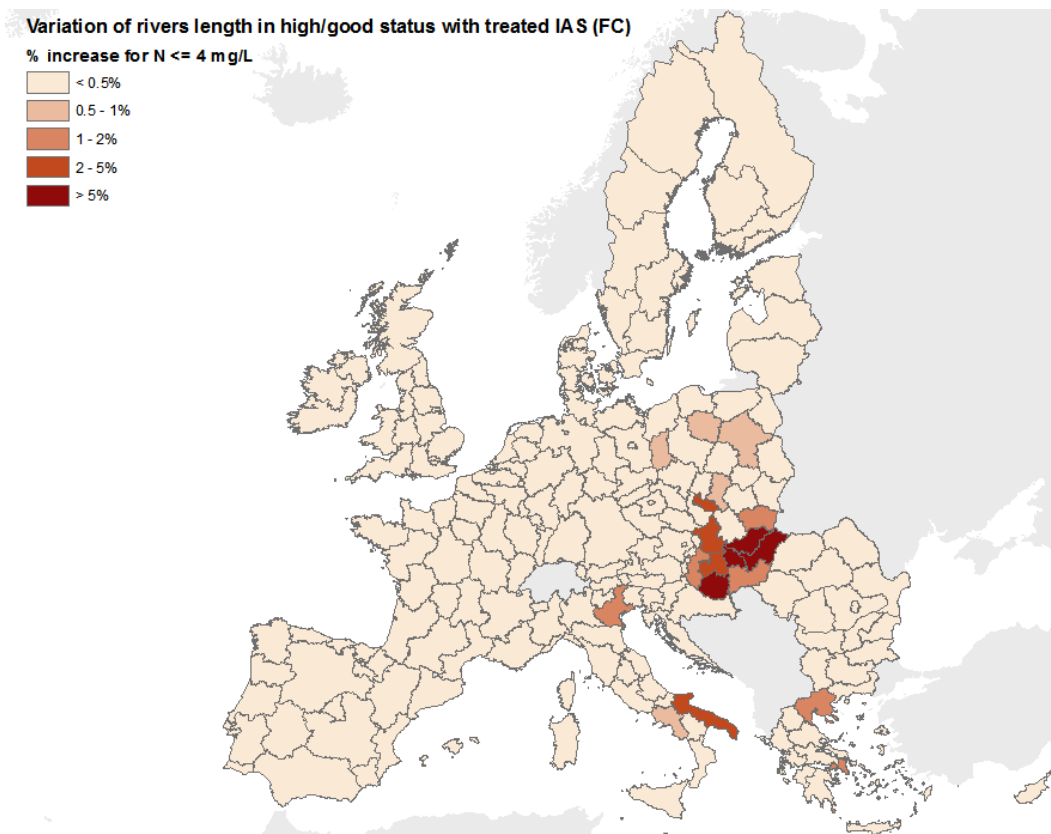 Variation of rivers length in high/good status with treated IAS (FC)
% increase for N <= 4 mg/L
< 0.5%
0.5 - 1%
1 - 2%
2 - 5%
> 5%